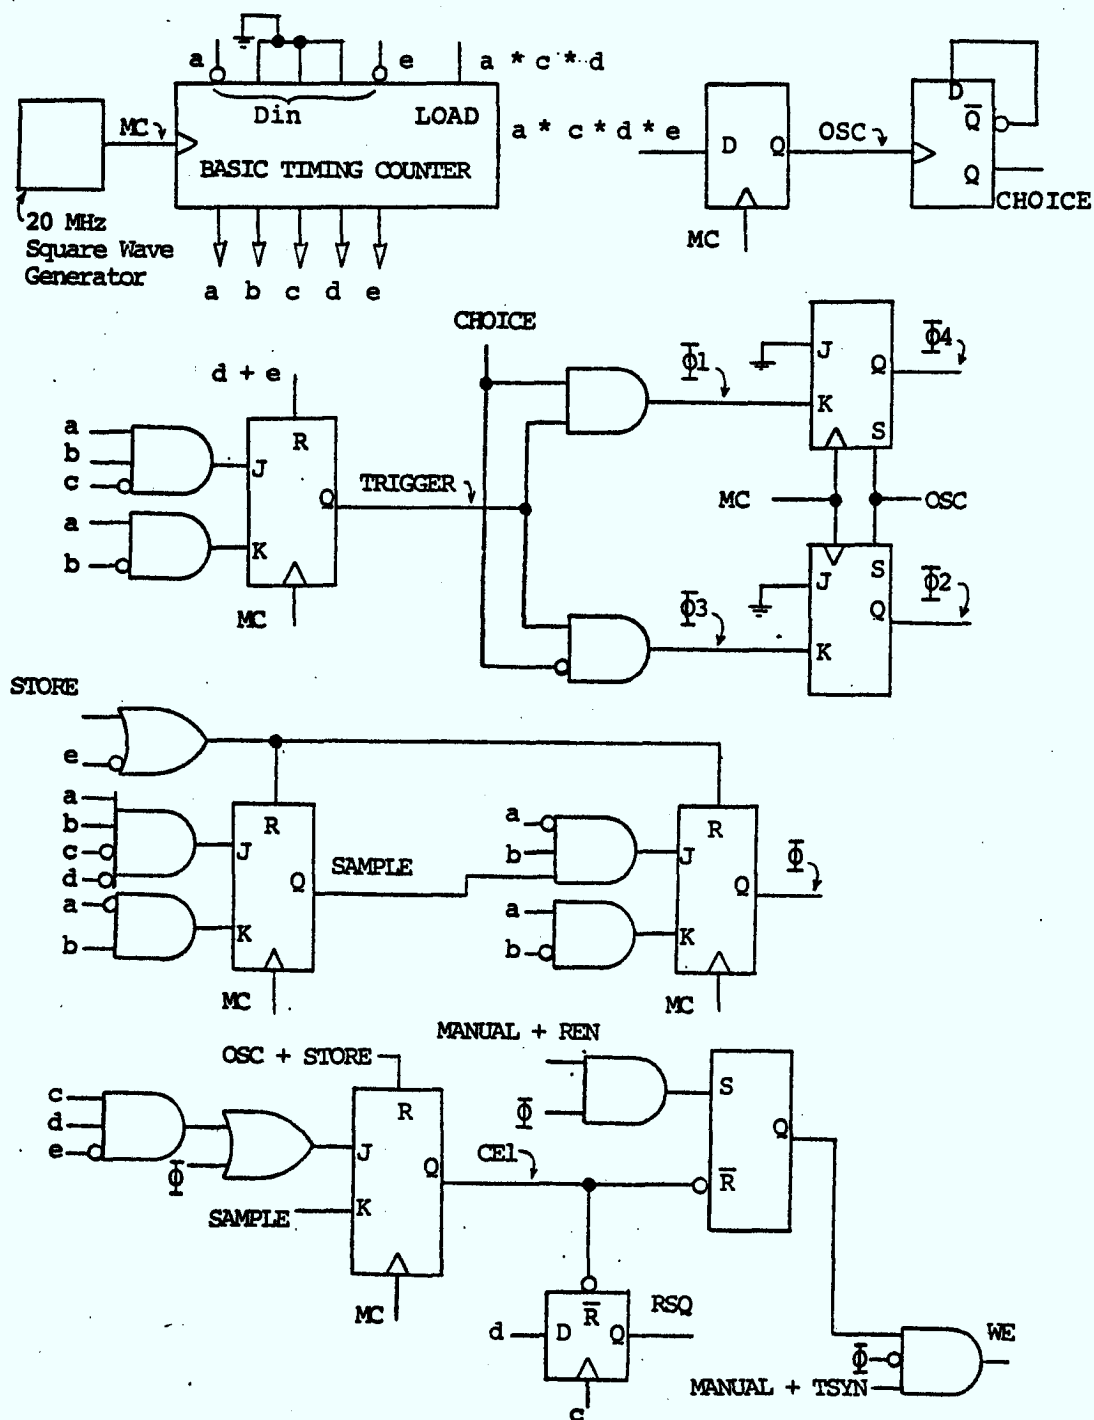 a e a * c * d
Din LOAD
MC
BASIC TIMING COUNTER
20 MHz
Square Wave
Generator
a b c d e
a * c * d * e
D Q
MC
OSC
D Q̅
Q
CHOICE
CHOICE
d + e
a
b
c
a
b
R
J
Q
K
MC
TRIGGER
Φ1
Φ3
J
Q
K
S
Φ4
MC
OSC
J
S
Q
K
Φ2
STORE
e
a
b
c
d
a
b
R
J
Q
K
MC
SAMPLE
a
b
a
b
R
J
Q
K
MC
Φ
OSC + STORE
c
d
e
Φ
SAMPLE
R
J
Q
K
MC
CE1
MANUAL + REN
Φ
S
Q
R̅
d
D R̅ Q
RSQ
c
Φ
MANUAL + TSYN
WE